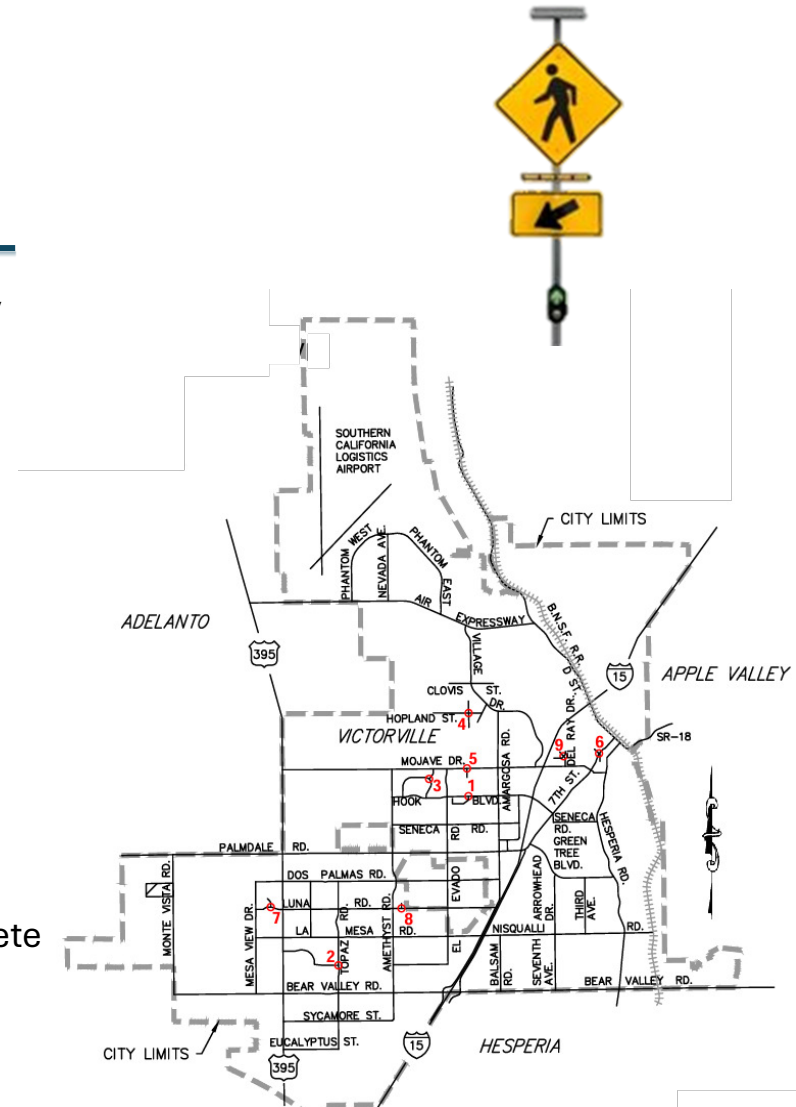 SOUTHERN
CALIFORNIA
LOGISTICS
AIRPORT
CITY LIMITS
PHANTOM WEST
NEVADA AVE.
PHANTOM EAST
AIR EXPRESSWAY
B.N.S.F. R.R
D ST.
ADELANTO
395
VILLAGE DR.
15
APPLE VALLEY
CLOVIS ST.
HOPLAND ST.
4
VICTORVILLE
DEL RAY DR.
9
6
SR-18
MOJAVE DR.
5
AMARGOSA RD.
3
1
7TH ST.
HOOK BLVD.
SENECA RD.
SENECA
RD.
GREEN
TREE
BLVD.
HESPERIA RD.
PALMDALE RD.
MONTE VISTA RD.
DOS PALMAS RD.
EL EVADO RD.
ARROWHEAD DR.
THIRD AVE.
LUNA RD.
7
8
MESA VIEW DR.
LA MESA RD.
NISQUALLI RD.
TOPAZ RD.
AMETHYST RD.
2
ete
BALSAM RD.
SEVENTH AVE.
BEAR VALLEY RD.
BEAR VALLEY RD.
SYCAMORE ST.
EUCALYPTUS ST.
CITY LIMITS
395
15
HESPERIA